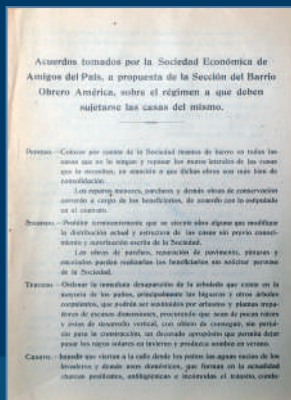 Acuerdos tomados por la Sociedad Económica de
Amigos del País, a propuesta de la Sección del Barrio
Obrero América, sobre el régimen a que deben
sujetarse las casas del mismo.
PRIMERO.—Colocar por cuenta de la Sociedad tirantes de hierro en todas las
casas que no lo tengan y repasar los muros laterales de las casas
que lo necesiten, en atención a que dichas obras son más bien de
consolidación.
Los reparos menores, parcheos y demás obras de conservación
correrán a cargo de los beneficiarios, de acuerdo con lo estipulado
en el contrato.
SEGUNDO.—Prohibir terminantemente que se efectúe obra alguna que modifique
la distribución actual y estructura de las casas sin previo conoci-
miento y autorización escrita de la Sociedad.
Las obras de parcheo, reparación de pavimento, pinturas y
encalados pueden realizarlas los beneficiarios sin solicitar permiso
de la Sociedad.
TERCERO.—Ordenar la inmediata desaparición de la arboleda que existe en la
mayoría de los patios, principalmente las higueras y otros árboles
corpulentos, que podrán ser sustituidos por arbustos y plantas trepa-
doras de escasas dimensiones, procurando que sean de pocas raíces
y éstas de desarrollo vertical, con objeto de conseguir, sin perjui-
cio para la construcción, un decorado apropósito que permita dejar
pasar los rayos solares en invierno y produzca sombra en verano.
CUARTO.—Impedir que viertan a la calle desde los patios las aguas sucias de los
lavaderos y demás usos domésticos, que forman en la actualidad
charcas pestilentes, antihigiénicas e incómodas al tránsito, cuando